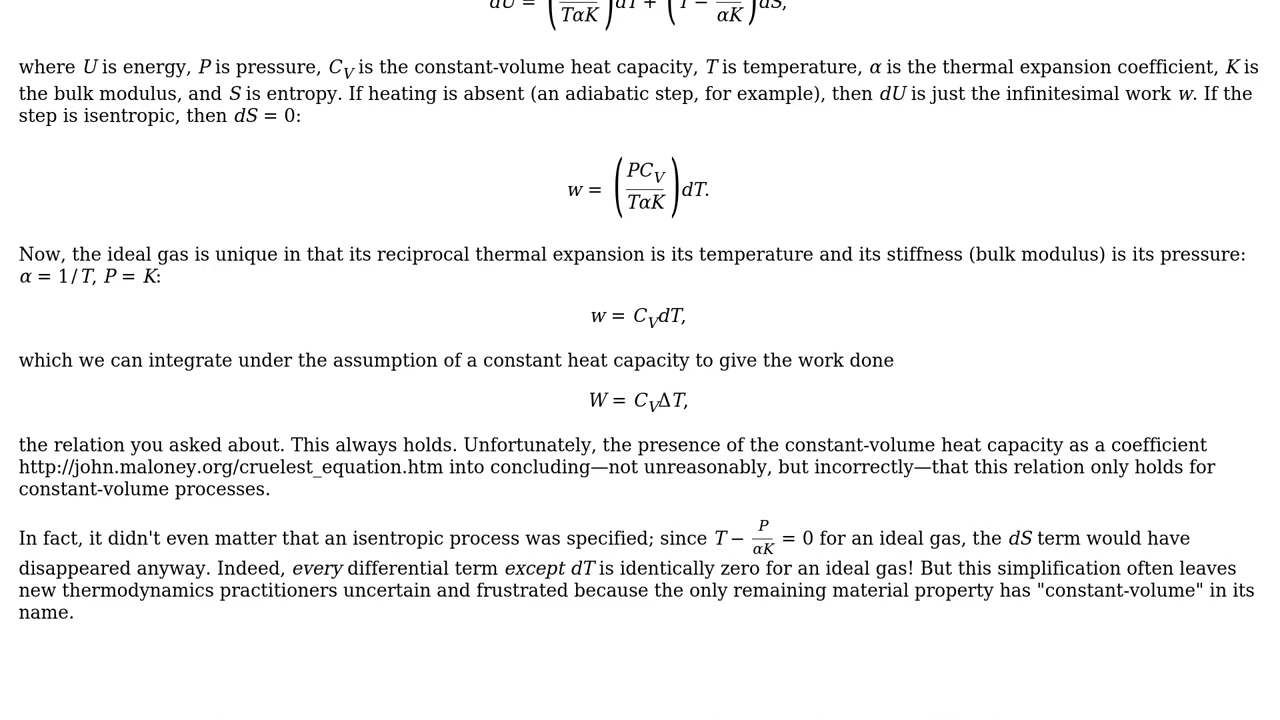 dU = (TαK)dT + (T − αK)dS,
where U is energy, P is pressure, C_V is the constant-volume heat capacity, T is temperature, α is the thermal expansion coefficient, K is
the bulk modulus, and S is entropy. If heating is absent (an adiabatic step, for example), then dU is just the infinitesimal work w. If the
step is isentropic, then dS = 0:
w = (PC_V / TαK) dT.
Now, the ideal gas is unique in that its reciprocal thermal expansion is its temperature and its stiffness (bulk modulus) is its pressure:
α = 1/T, P = K:
w = C_V dT,
which we can integrate under the assumption of a constant heat capacity to give the work done
W = C_V ΔT,
the relation you asked about. This always holds. Unfortunately, the presence of the constant-volume heat capacity as a coefficient
http://john.maloney.org/cruelest_equation.htm into concluding—not unreasonably, but incorrectly—that this relation only holds for
constant-volume processes.
In fact, it didn't even matter that an isentropic process was specified; since T − P/αK = 0 for an ideal gas, the dS term would have
disappeared anyway. Indeed, every differential term except dT is identically zero for an ideal gas! But this simplification often leaves
new thermodynamics practitioners uncertain and frustrated because the only remaining material property has "constant-volume" in its
name.